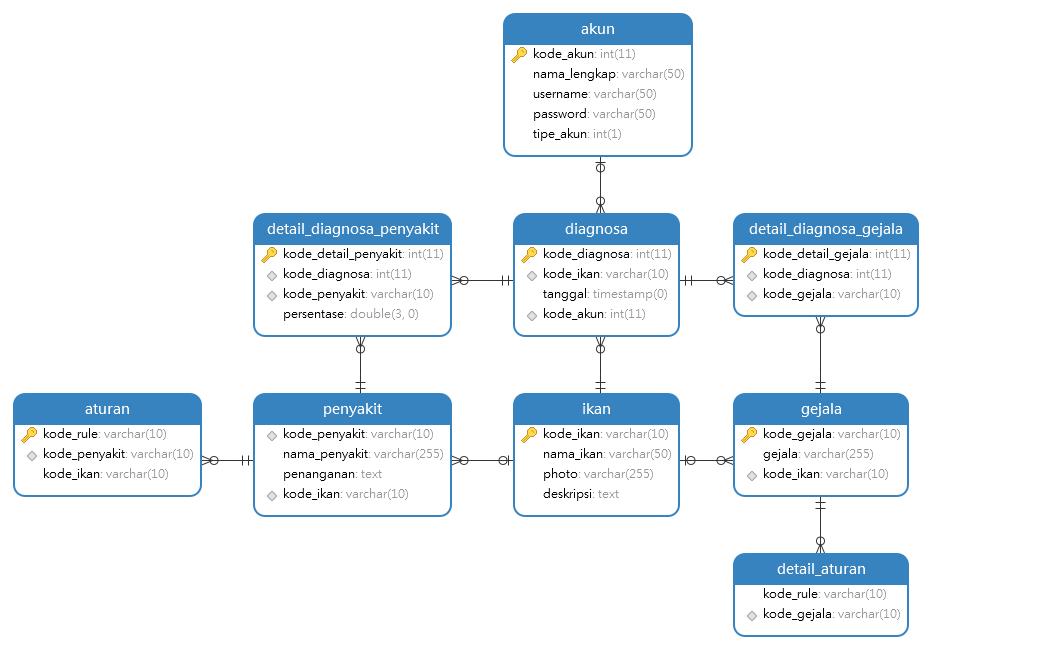 akun
kode_akun: int(11)
nama_lengkap: varchar(50)
username: varchar(50)
password: varchar(50)
tipe_akun: int(1)
detail_diagnosa_penyakit
kode_detail_penyakit: int(11)
kode_diagnosa: int(11)
kode_penyakit: varchar(10)
persentase: double(3, 0)
diagnosa
kode_diagnosa: int(11)
kode_ikan: varchar(10)
tanggal: timestamp(0)
kode_akun: int(11)
detail_diagnosa_gejala
kode_detail_gejala: int(11)
kode_diagnosa: int(11)
kode_gejala: varchar(10)
aturan
kode_rule: varchar(10)
kode_penyakit: varchar(10)
kode_ikan: varchar(10)
penyakit
kode_penyakit: varchar(10)
nama_penyakit: varchar(255)
penanganan: text
kode_ikan: varchar(10)
ikan
kode_ikan: varchar(10)
nama_ikan: varchar(50)
photo: varchar(255)
deskripsi: text
gejala
kode_gejala: varchar(10)
gejala: varchar(255)
kode_ikan: varchar(10)
detail_aturan
kode_rule: varchar(10)
kode_gejala: varchar(10)